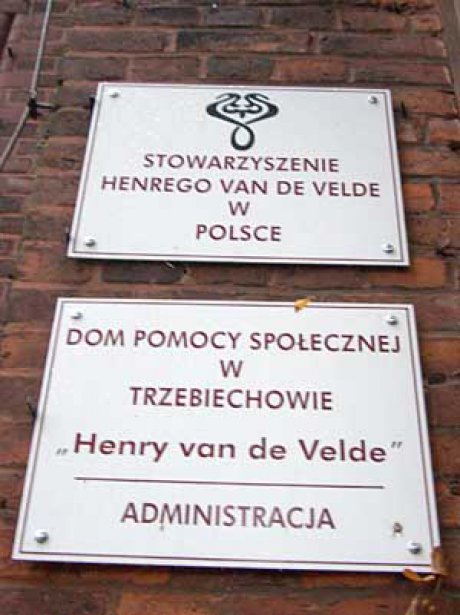 STOWARZYSZENIE
HENREGO VAN DE VELDE
W
POLSCE
DOM POMOCY SPOŁECZNEJ
W
TRZEBIECHOWIE
„Henry van de Velde”
ADMINISTRACJA